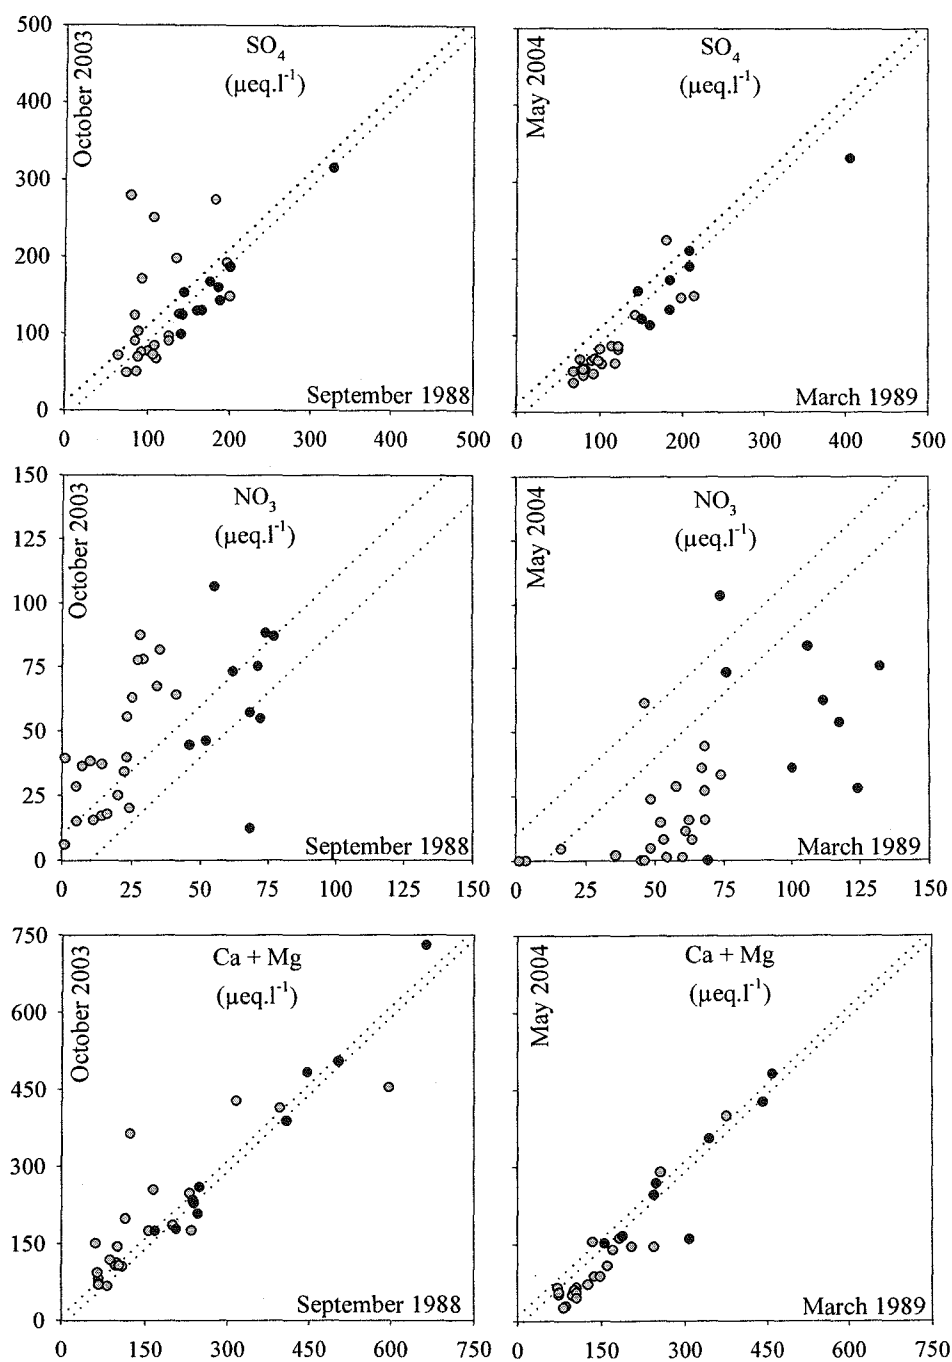 500
400
300
200
100
0
October 2003
SO4
(µeq.l-1)
September 1988
0 100 200 300 400 500
May 2004
SO4
(µeq.l-1)
March 1989
0 100 200 300 400 500
150
125
100
75
50
25
0
October 2003
NO3
(µeq.l-1)
September 1988
0 25 50 75 100 125 150
May 2004
NO3
(µeq.l-1)
March 1989
0 25 50 75 100 125 150
750
600
450
300
150
0
October 2003
Ca + Mg
(µeq.l-1)
September 1988
0 150 300 450 600 750
May 2004
Ca + Mg
(µeq.l-1)
March 1989
0 150 300 450 600 750